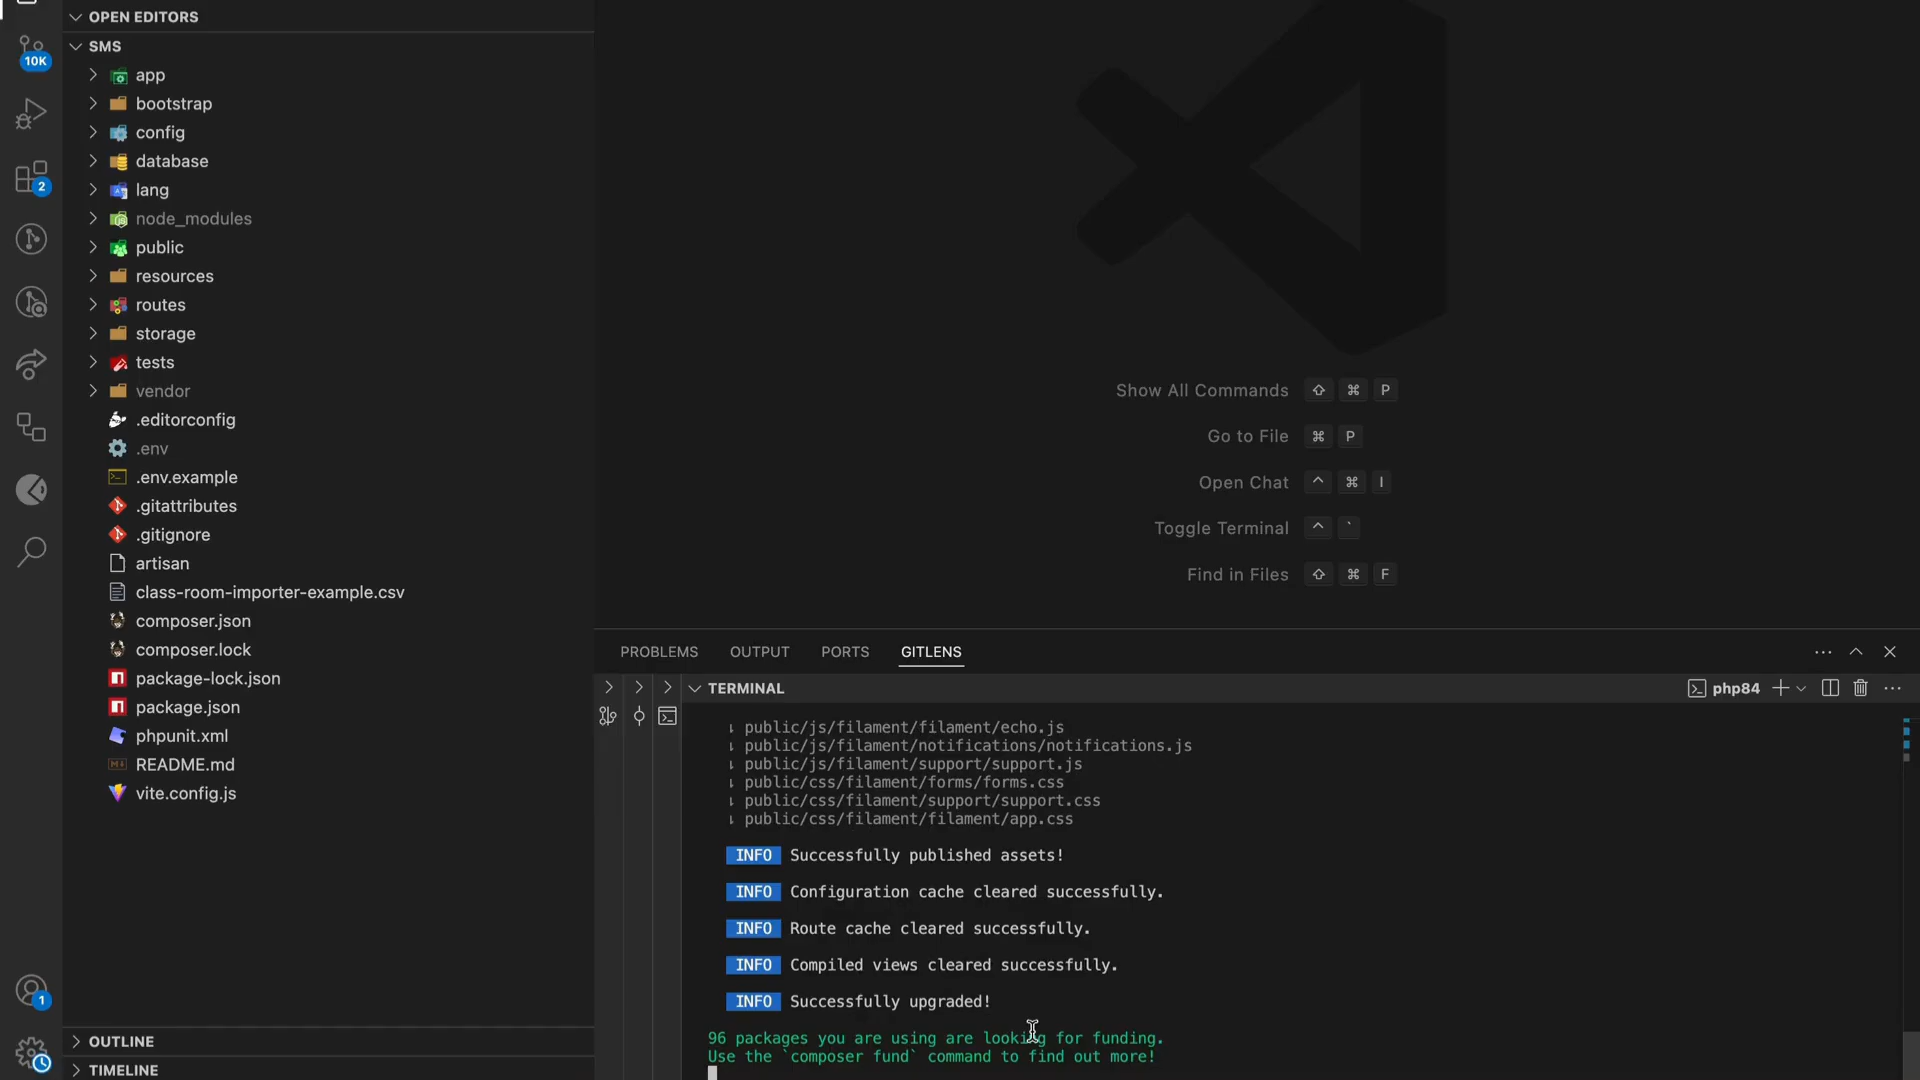 OPEN EDITORS
SMS
10K
app
bootstrap
config
database
2
lang
node_modules
public
resources
routes
storage
tests
vendor
.editorconfig
.env
.env.example
.gitattributes
.gitignore
artisan
class-room-importer-example.csv
composer.json
composer.lock
package-lock.json
package.json
phpunit.xml
README.md
vite.config.js
1
OUTLINE
TIMELINE
Show All Commands ⇧ ⌘ P
Go to File ⌘ P
Open Chat ^ ⌘ I
Toggle Terminal ^ `
Find in Files ⇧ ⌘ F
PROBLEMS OUTPUT PORTS GITLENS
TERMINAL
php84
⇂ public/js/filament/filament/echo.js
⇂ public/js/filament/notifications/notifications.js
⇂ public/js/filament/support/support.js
⇂ public/css/filament/forms/forms.css
⇂ public/css/filament/support/support.css
⇂ public/css/filament/filament/app.css
INFO Successfully published assets!
INFO Configuration cache cleared successfully.
INFO Route cache cleared successfully.
INFO Compiled views cleared successfully.
INFO Successfully upgraded!
96 packages you are using are looking for funding.
Use the `composer fund` command to find out more!